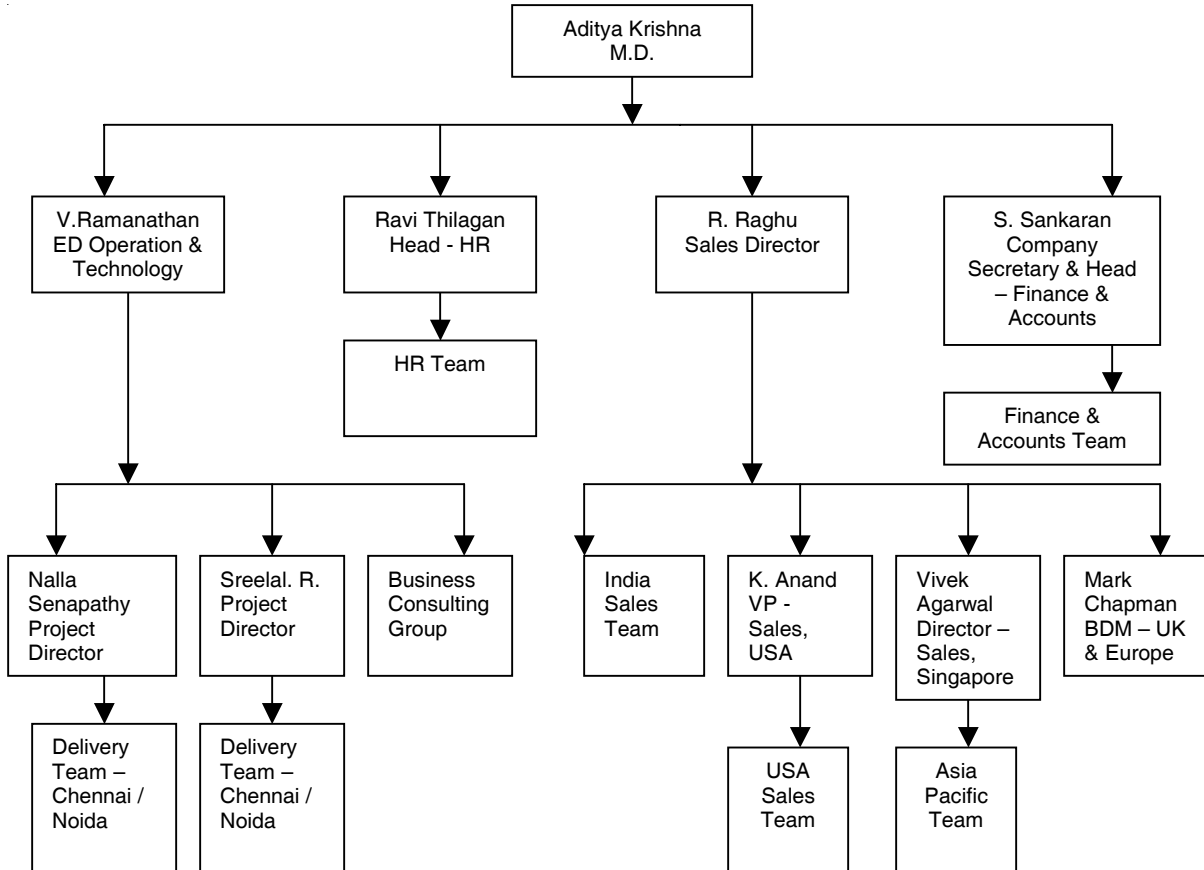 Aditya Krishna
M.D.
V.Ramanathan
ED Operation &
Technology
Ravi Thilagan
Head - HR
R. Raghu
Sales Director
S. Sankaran
Company
Secretary & Head
– Finance &
Accounts
HR Team
Finance &
Accounts Team
Nalla
Senapathy
Project
Director
Sreelal. R.
Project
Director
Business
Consulting
Group
India
Sales
Team
K. Anand
VP -
Sales,
USA
Vivek
Agarwal
Director –
Sales,
Singapore
Mark
Chapman
BDM – UK
& Europe
Delivery
Team –
Chennai /
Noida
Delivery
Team –
Chennai /
Noida
USA
Sales
Team
Asia
Pacific
Team